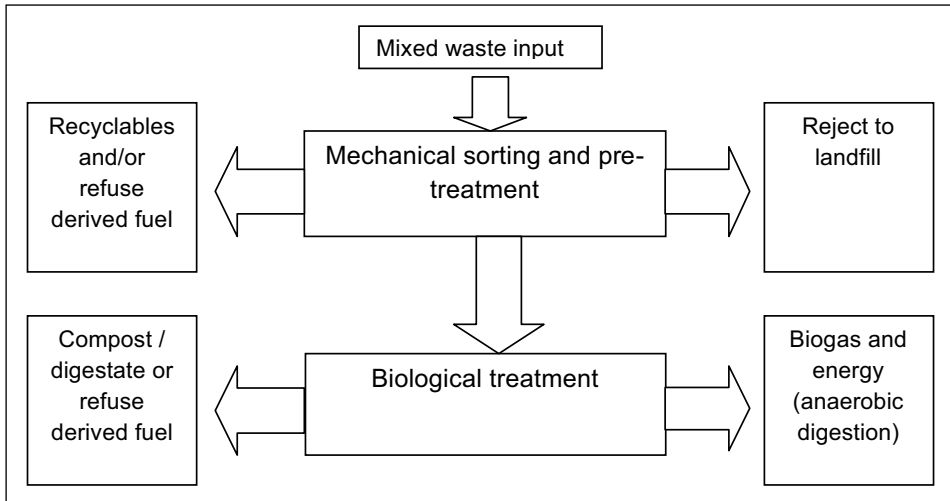 Mixed waste input
Recyclables
and/or
refuse
derived fuel
Mechanical sorting and pre-
treatment
Reject to
landfill
Compost /
digestate or
refuse
derived fuel
Biological treatment
Biogas and
energy
(anaerobic
digestion)